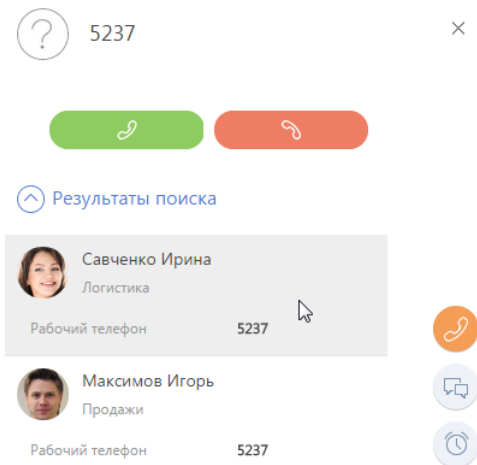 5237
Результаты поиска
Савченко Ирина
Логистика
Рабочий телефон 5237
Максимов Игорь
Продажи
Рабочий телефон 5237